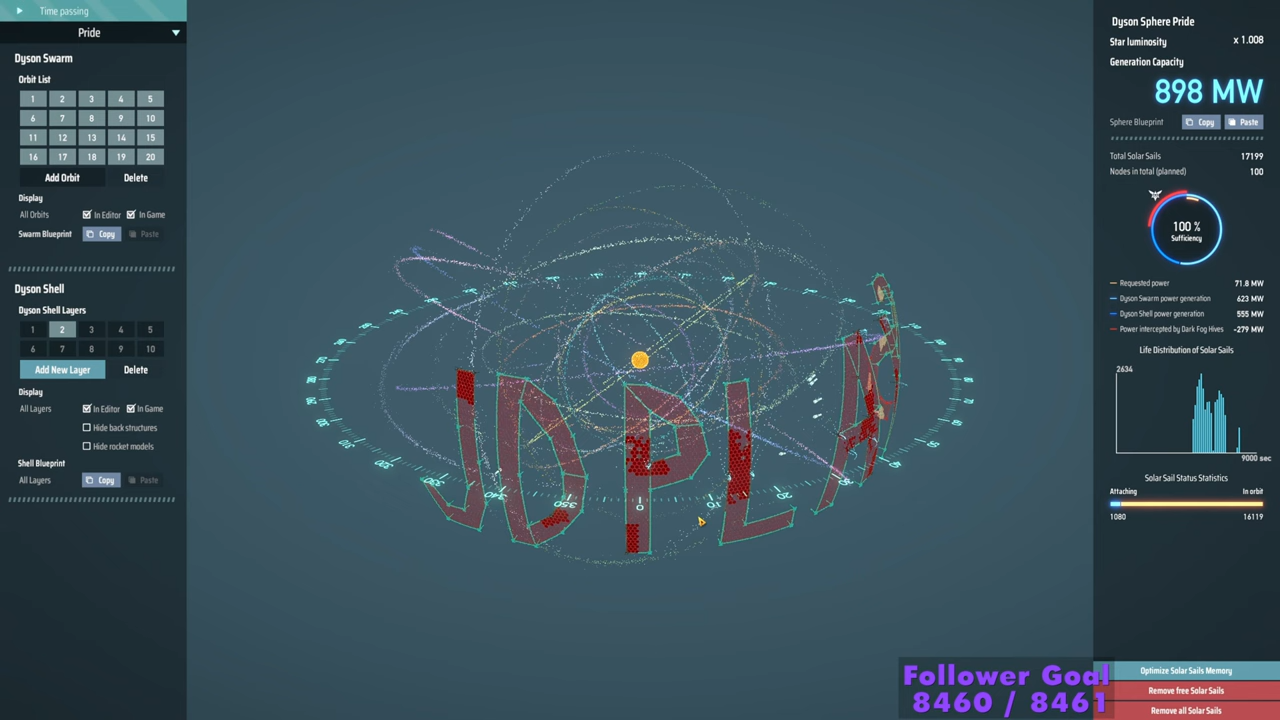 Time passing
Pride
Dyson Swarm
Orbit List
1 2 3 4 5
6 7 8 9 10
11 12 13 14 15
16 17 18 19 20
Add Orbit Delete
Display
All Orbits In Editor In Game
Swarm Blueprint Copy Paste
Dyson Shell
Dyson Shell Layers
1 2 3 4 5
6 7 8 9 10
Add New Layer Delete
Display
All Layers In Editor In Game
Hide back structures
Hide rocket models
Shell Blueprint
All Layers Copy Paste
JDPLA
350 0 10 20
Dyson Sphere Pride
Star luminosity x 1.008
Generation Capacity
898 MW
Sphere Blueprint Copy Paste
Total Solar Sails 17199
Nodes in total (planned) 100
100 %
Sufficiency
Requested power 71.8 MW
Dyson Swarm power generation 623 MW
Dyson Shell power generation 555 MW
Power intercepted by Dark Fog Hives -279 MW
Life Distribution of Solar Sails
2634
9000 sec
Solar Sail Status Statistics
Attaching In orbit
1080 16119
Optimize Solar Sails Memory
Remove free Solar Sails
Remove all Solar Sails
Follower Goal
8460 / 8461